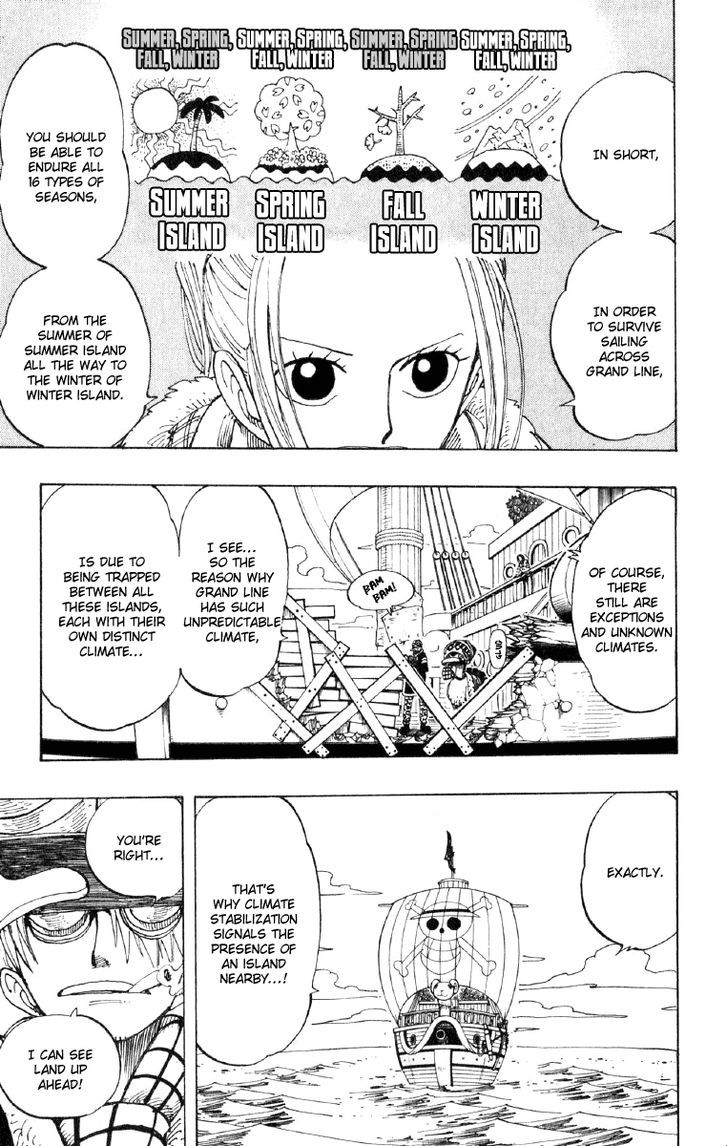 IN SHORT,
SUMMER, SPRING,
FALL, WINTER
SUMMER, SPRING,
FALL, WINTER
SUMMER, SPRING
FALL, WINTER
SUMMER, SPRING,
FALL, WINTER
SUMMER
ISLAND
SPRING
ISLAND
FALL
ISLAND
WINTER
ISLAND
IN ORDER
TO SURVIVE
SAILING
ACROSS
GRAND LINE,
YOU SHOULD
BE ABLE TO
ENDURE ALL
16 TYPES OF
SEASONS,
FROM THE
SUMMER OF
SUMMER ISLAND
ALL THE WAY TO
THE WINTER OF
WINTER ISLAND.
OF COURSE,
THERE
STILL ARE
EXCEPTIONS
AND UNKNOWN
CLIMATES.
GLUG
BAM
BAM!
I SEE...
SO THE
REASON WHY
GRAND LINE
HAS SUCH
UNPREDICTABLE
CLIMATE,
IS DUE TO
BEING TRAPPED
BETWEEN ALL
THESE ISLANDS,
EACH WITH THEIR
OWN DISTINCT
CLIMATE...
EXACTLY.
THAT'S
WHY CLIMATE
STABILIZATION
SIGNALS THE
PRESENCE OF
AN ISLAND
NEARBY...!
YOU'RE
RIGHT...
I CAN SEE
LAND UP
AHEAD!